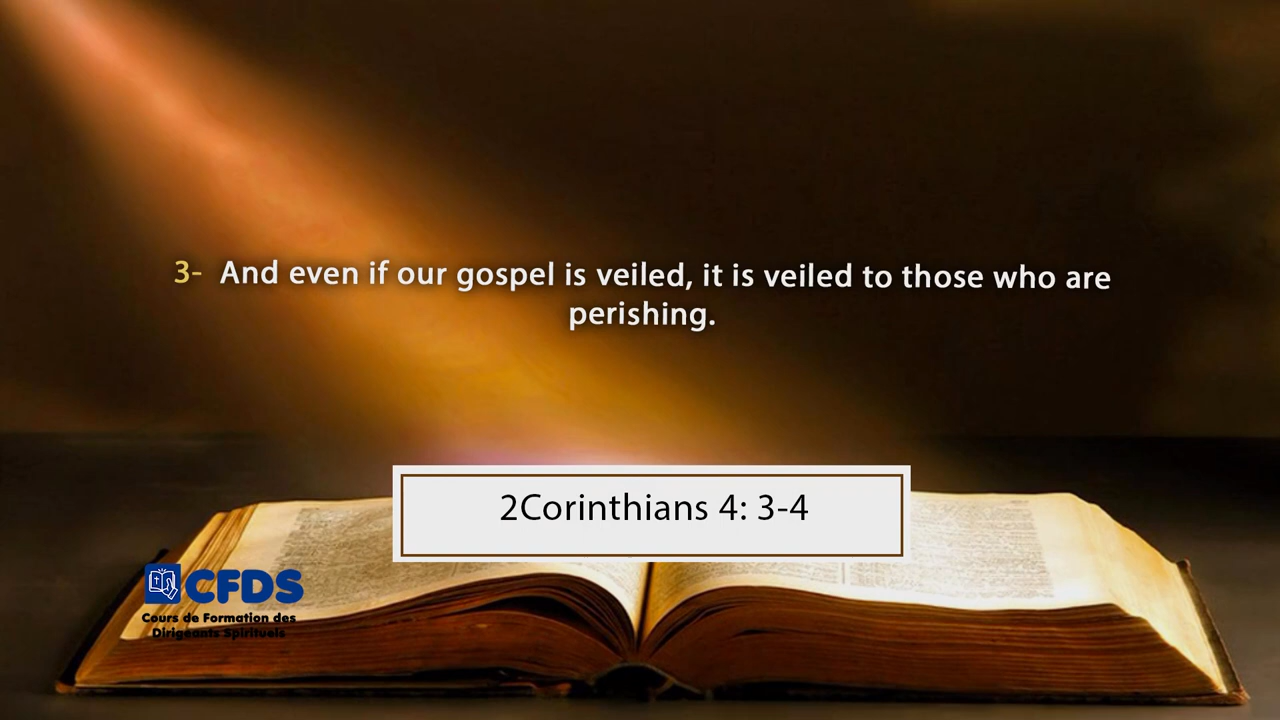 3- And even if our gospel is veiled, it is veiled to those who are
perishing.
2Corinthians 4: 3-4
CFDS
Cours de Formation des
Dirigeants Spirituels